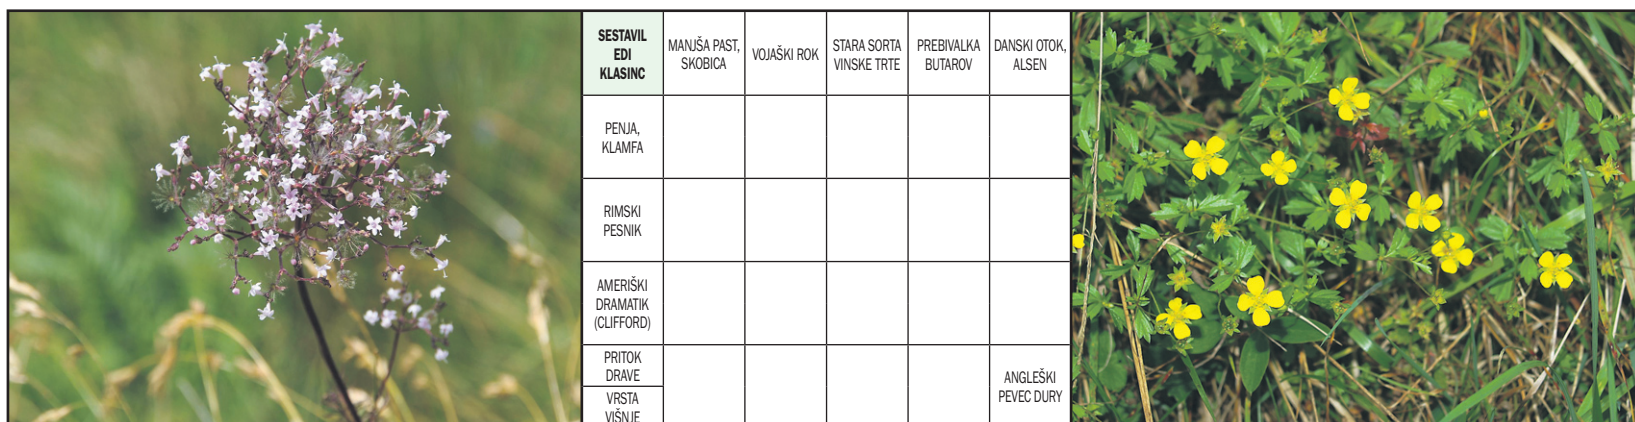 SESTAVIL
EDI
KLASINC
MANJŠA PAST,
SKOBICA
VOJAŠKI ROK
STARA SORTA
VINSKE TRTE
PREBIVALKA
BUTAROV
DANSKI OTOK,
ALSEN
PENJA,
KLAMFA
RIMSKI
PESNIK
AMERIŠKI
DRAMATIK
(CLIFFORD)
PRITOK
DRAVE
ANGLEŠKI
PEVEC DURY
VRSTA
VIŠNJE